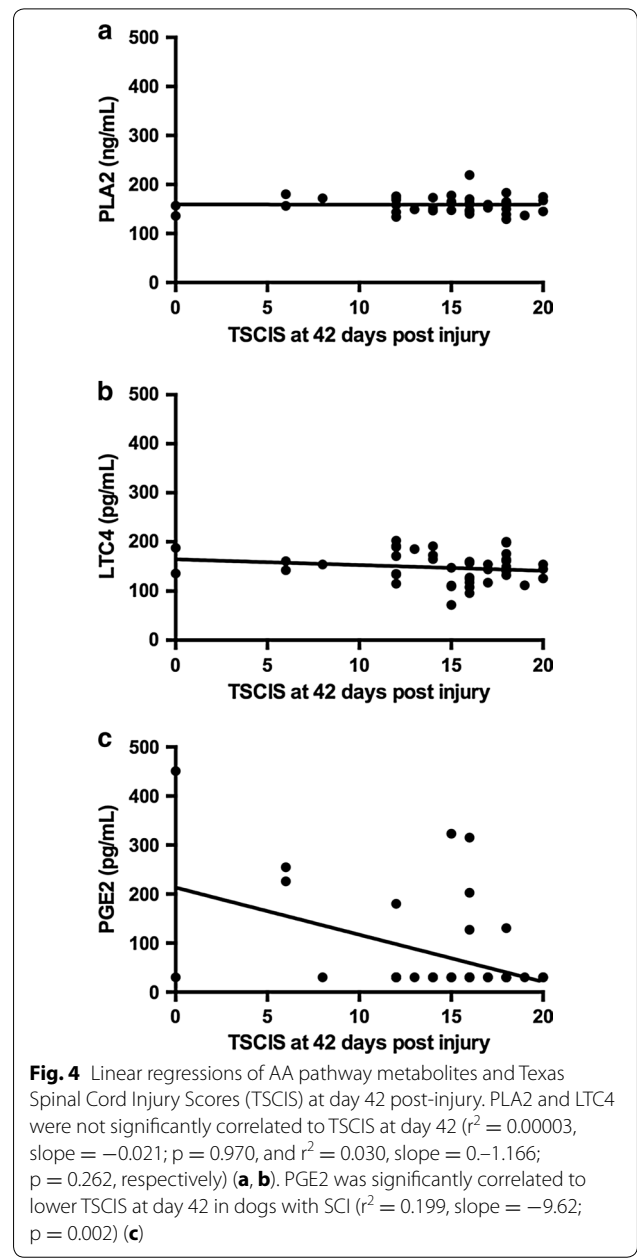 a
500
400
300
200
100
0
PLA2 (ng/mL)
0 5 10 15 20
TSCIS at 42 days post injury
b
500
400
300
200
100
0
LTC4 (pg/mL)
0 5 10 15 20
TSCIS at 42 days post injury
c
500
400
300
200
100
0
PGE2 (pg/mL)
0 5 10 15 20
TSCIS at 42 days post injury
Fig. 4 Linear regressions of AA pathway metabolites and Texas
Spinal Cord Injury Scores (TSCIS) at day 42 post-injury. PLA2 and LTC4
were not significantly correlated to TSCIS at day 42 (r² = 0.00003,
slope = −0.021; p = 0.970, and r² = 0.030, slope = 0.–1.166;
p = 0.262, respectively) (a, b). PGE2 was significantly correlated to
lower TSCIS at day 42 in dogs with SCI (r² = 0.199, slope = −9.62;
p = 0.002) (c)